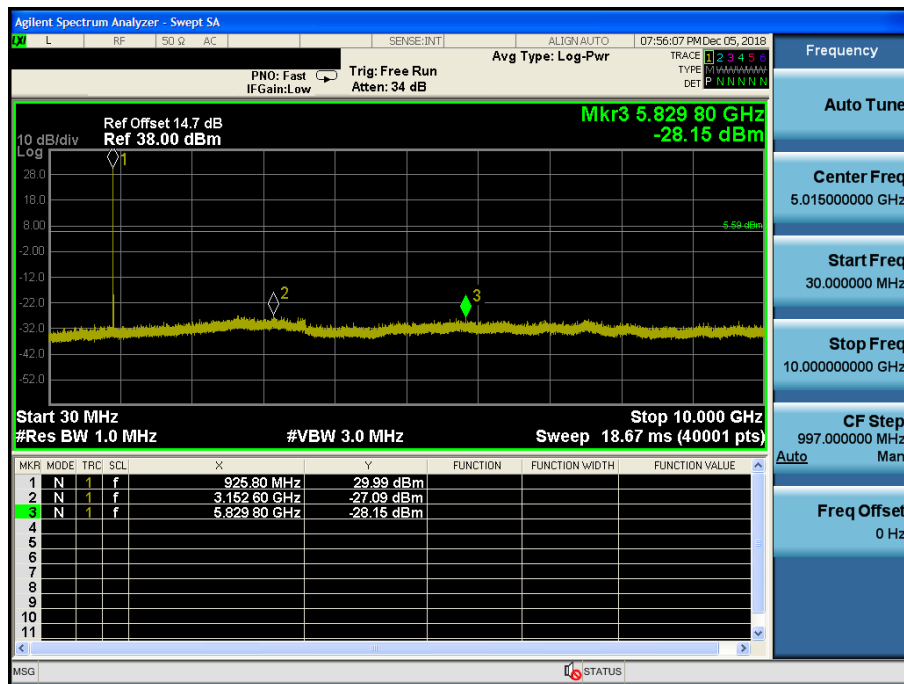 Agilent Spectrum Analyzer - Swept SA
LXI L RF 50 Ω AC SENSE:INT ALIGN AUTO 07:56:07 PM Dec 05, 2018
PNO: Fast Trig: Free Run Avg Type: Log-Pwr TRACE 1 2 3 4 5 6
IFGain:Low Atten: 34 dB TYPE M W W W W W
DET P N N N N N
Ref Offset 14.7 dB
10 dB/div Ref 38.00 dBm
Log
Mkr3 5.829 80 GHz
-28.15 dBm
1
28.0
18.0
8.00
5.59 dBm
-2.00
-12.0
2
3
-22.0
-32.0
-42.0
-52.0
Start 30 MHz Stop 10.000 GHz
#Res BW 1.0 MHz #VBW 3.0 MHz Sweep 18.67 ms (40001 pts)
MKR MODE TRC SCL X Y FUNCTION FUNCTION WIDTH FUNCTION VALUE
1 N 1 f 925.80 MHz 29.99 dBm
2 N 1 f 3.152 60 GHz -27.09 dBm
3 N 1 f 5.829 80 GHz -28.15 dBm
4
5
6
7
8
9
10
11
MSG STATUS
Frequency
Auto Tune
Center Freq
5.015000000 GHz
Start Freq
30.000000 MHz
Stop Freq
10.000000000 GHz
CF Step
997.000000 MHz
Auto Man
Freq Offset
0 Hz